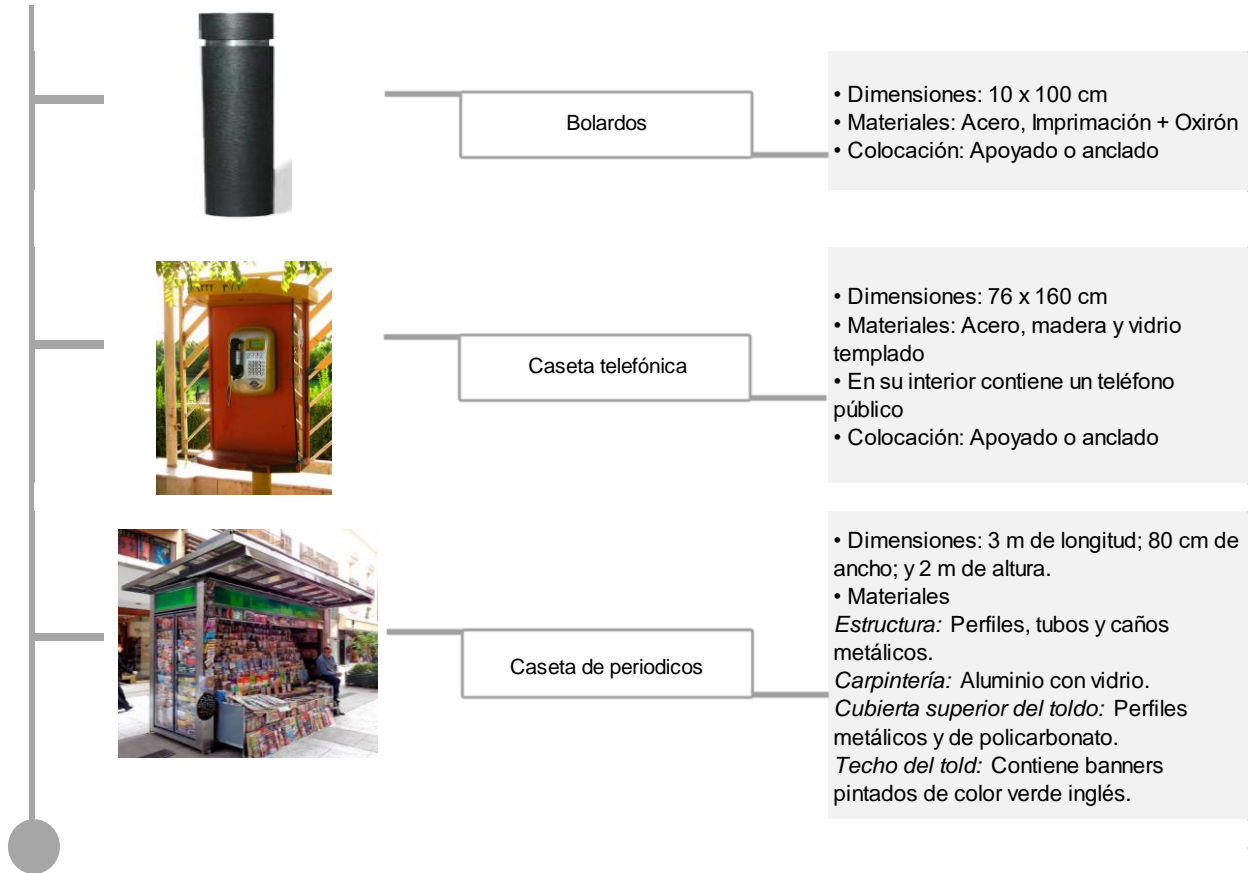 Bolardos
• Dimensiones: 10 x 100 cm
• Materiales: Acero, Imprimación + Oxirón
• Colocación: Apoyado o anclado
Caseta telefónica
• Dimensiones: 76 x 160 cm
• Materiales: Acero, madera y vidrio
templado
• En su interior contiene un teléfono
público
• Colocación: Apoyado o anclado
Caseta de periodicos
• Dimensiones: 3 m de longitud; 80 cm de
ancho; y 2 m de altura.
• Materiales
Estructura: Perfiles, tubos y caños
metálicos.
Carpintería: Aluminio con vidrio.
Cubierta superior del toldo: Perfiles
metálicos y de policarbonato.
Techo del told: Contiene banners
pintados de color verde inglés.